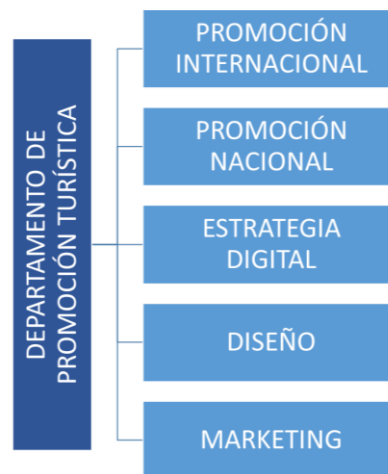 DEPARTAMENTO DE
PROMOCIÓN TURÍSTICA
PROMOCIÓN
INTERNACIONAL
PROMOCIÓN
NACIONAL
ESTRATEGIA
DIGITAL
DISEÑO
MARKETING